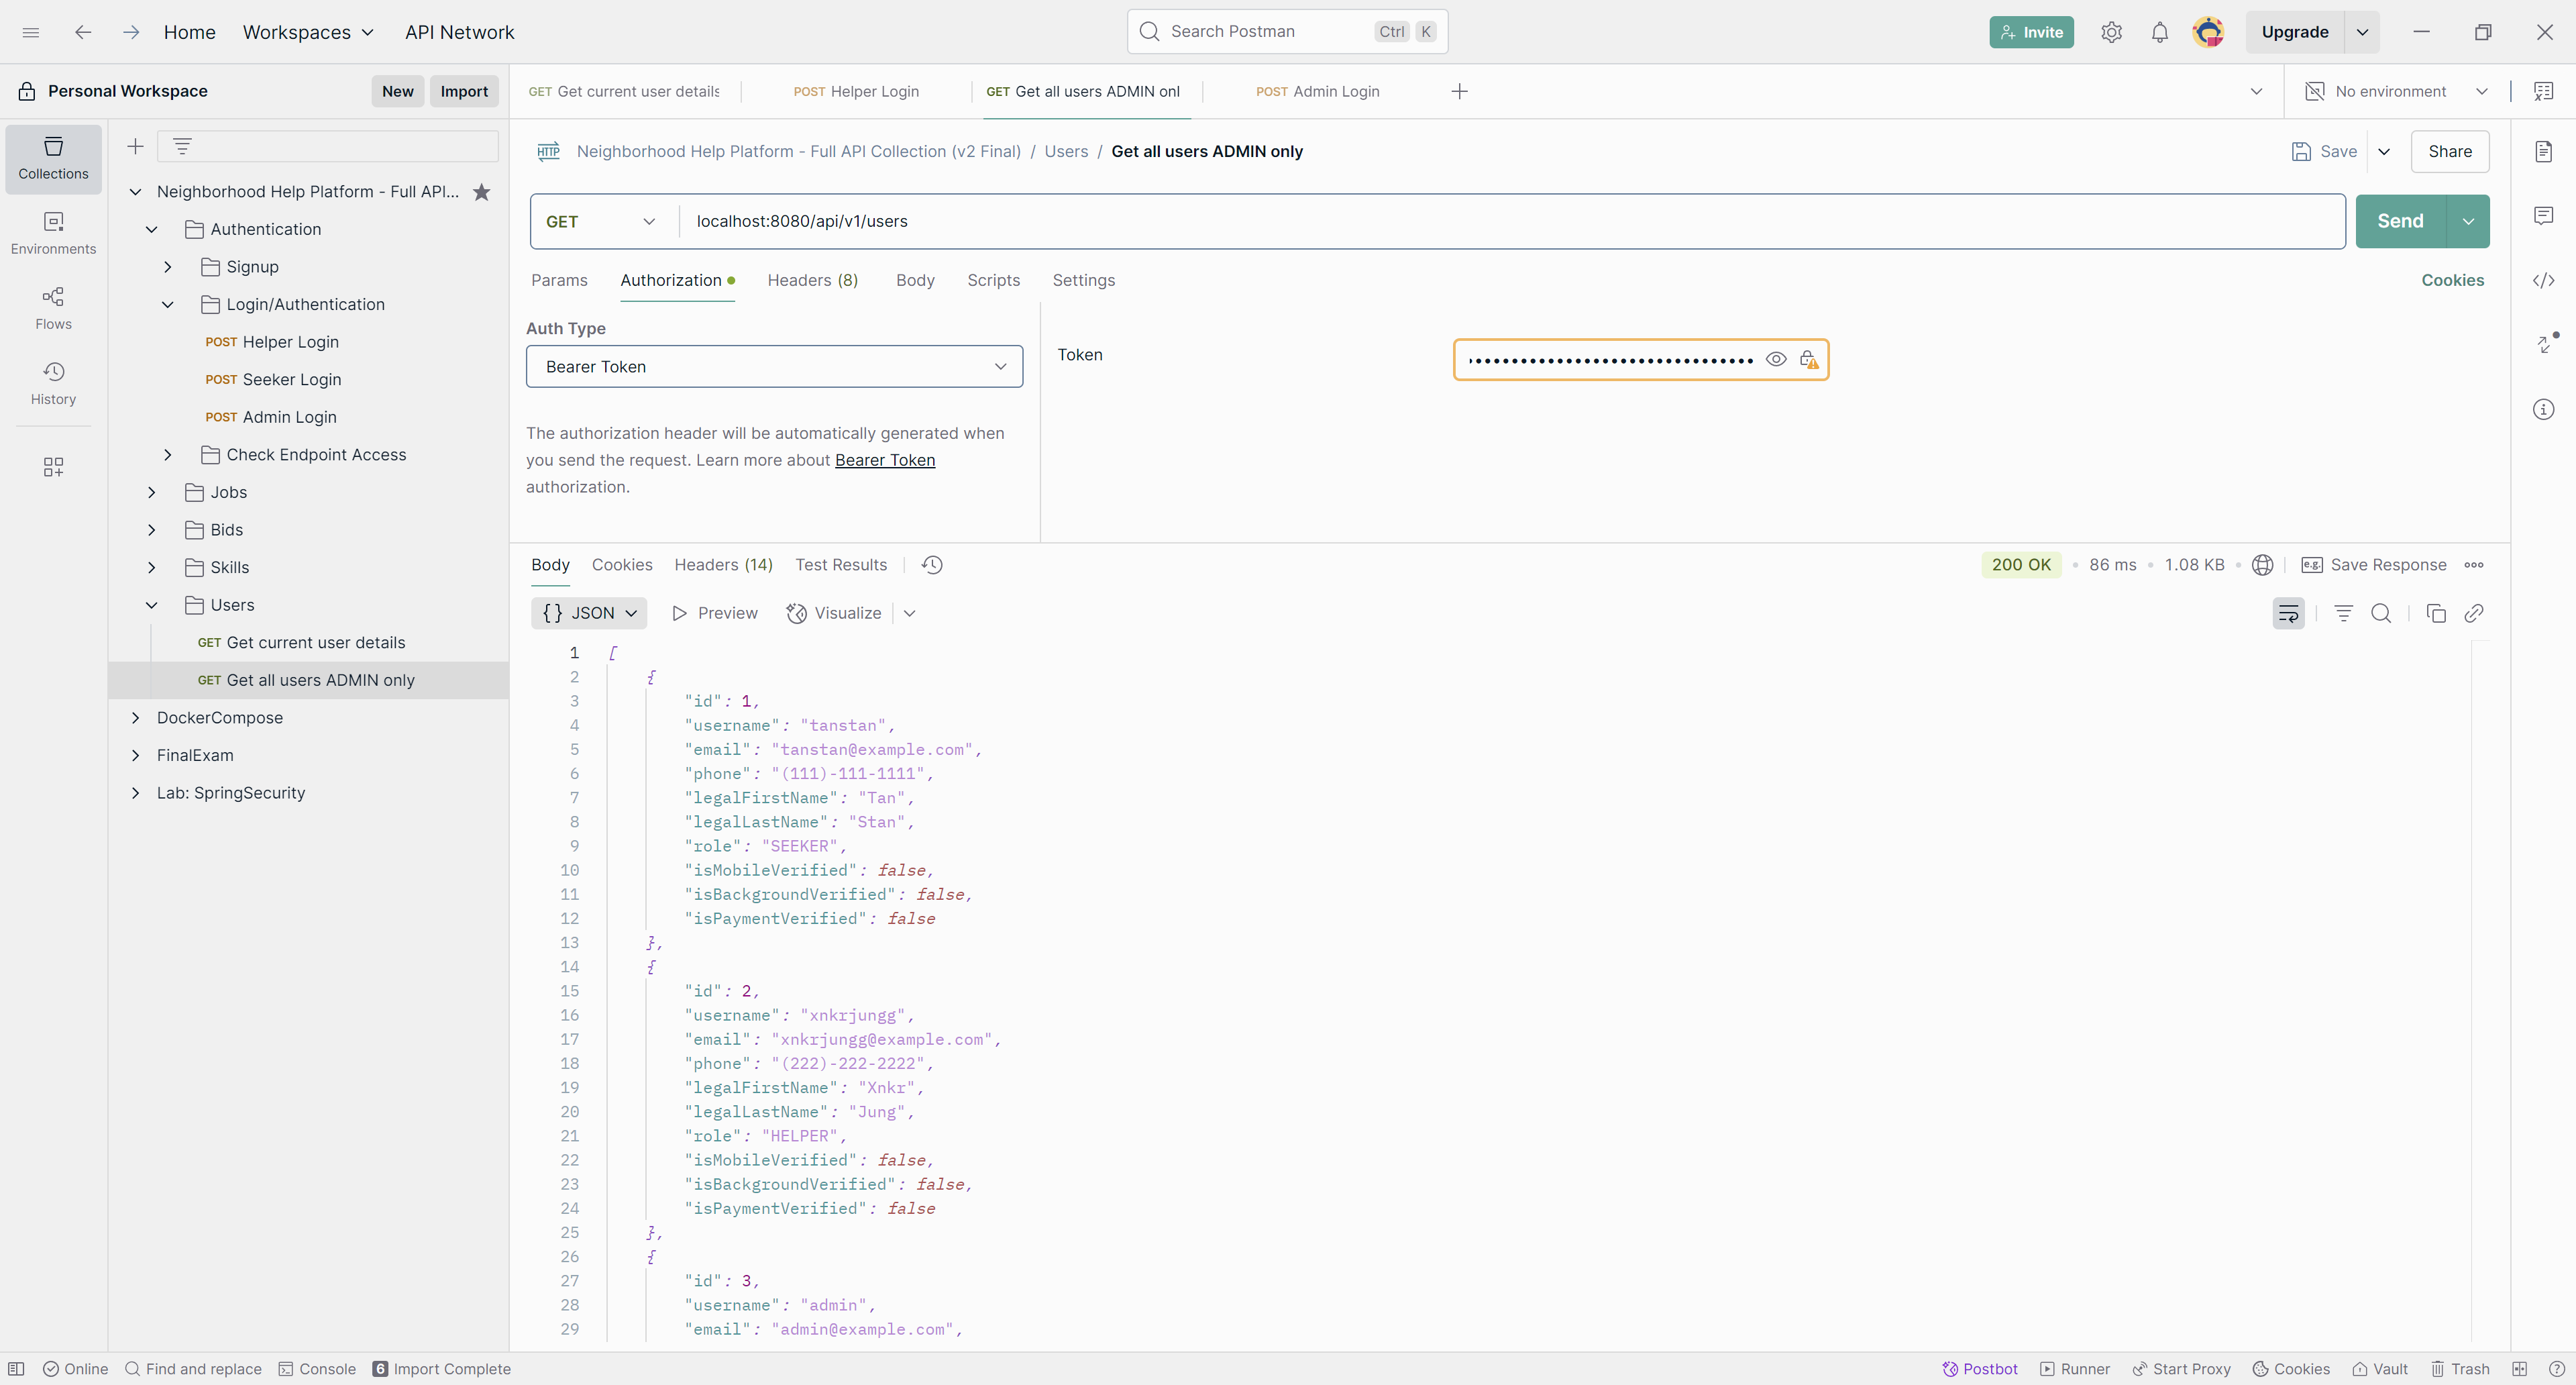 Home
Workspaces
API Network
Search Postman
Ctrl K
Invite
Upgrade
Personal Workspace
New
Import
GET Get current user details
POST Helper Login
GET Get all users ADMIN onl
POST Admin Login
No environment
Collections
Environments
Flows
History
Neighborhood Help Platform - Full API...
Authentication
Signup
Login/Authentication
POST Helper Login
POST Seeker Login
POST Admin Login
Check Endpoint Access
Jobs
Bids
Skills
Users
GET Get current user details
GET Get all users ADMIN only
DockerCompose
FinalExam
Lab: SpringSecurity
HTTP Neighborhood Help Platform - Full API Collection (v2 Final) / Users / Get all users ADMIN only
Save
Share
GET localhost:8080/api/v1/users
Send
Params Authorization Headers (8) Body Scripts Settings
Cookies
Auth Type
Bearer Token
The authorization header will be automatically generated when
you send the request. Learn more about Bearer Token
authorization.
Token
Body Cookies Headers (14) Test Results
200 OK • 86 ms • 1.08 KB
e.g. Save Response
{} JSON Preview Visualize
1 [
2 {
3 "id": 1,
4 "username": "tanstan",
5 "email": "tanstan@example.com",
6 "phone": "(111)-111-1111",
7 "legalFirstName": "Tan",
8 "legalLastName": "Stan",
9 "role": "SEEKER",
10 "isMobileVerified": false,
11 "isBackgroundVerified": false,
12 "isPaymentVerified": false
13 },
14 {
15 "id": 2,
16 "username": "xnkrjungg",
17 "email": "xnkrjungg@example.com",
18 "phone": "(222)-222-2222",
19 "legalFirstName": "Xnkr",
20 "legalLastName": "Jung",
21 "role": "HELPER",
22 "isMobileVerified": false,
23 "isBackgroundVerified": false,
24 "isPaymentVerified": false
25 },
26 {
27 "id": 3,
28 "username": "admin",
29 "email": "admin@example.com",
Online
Find and replace
Console
6 Import Complete
Postbot
Runner
Start Proxy
Cookies
Vault
Trash